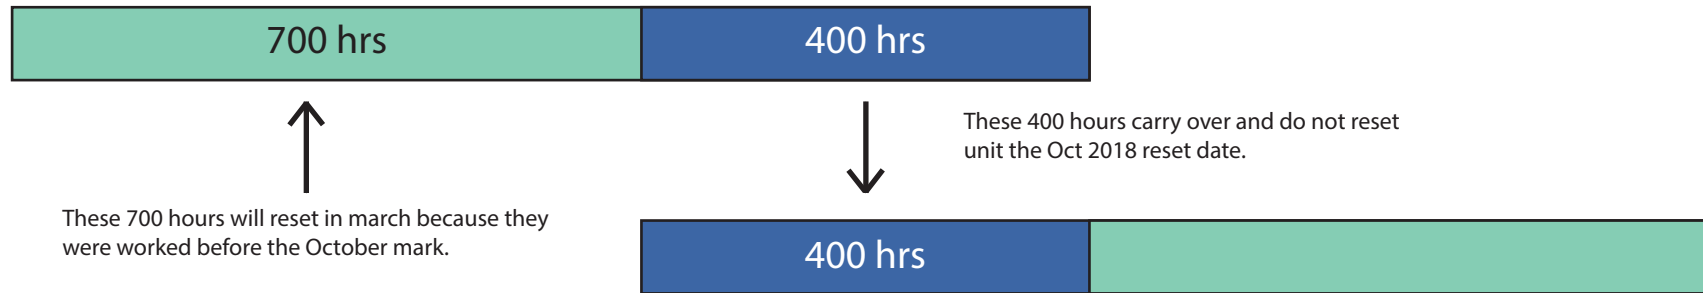 700 hrs
400 hrs
These 400 hours carry over and do not reset
unit the Oct 2018 reset date.
These 700 hours will reset in march because they
were worked before the October mark.
400 hrs